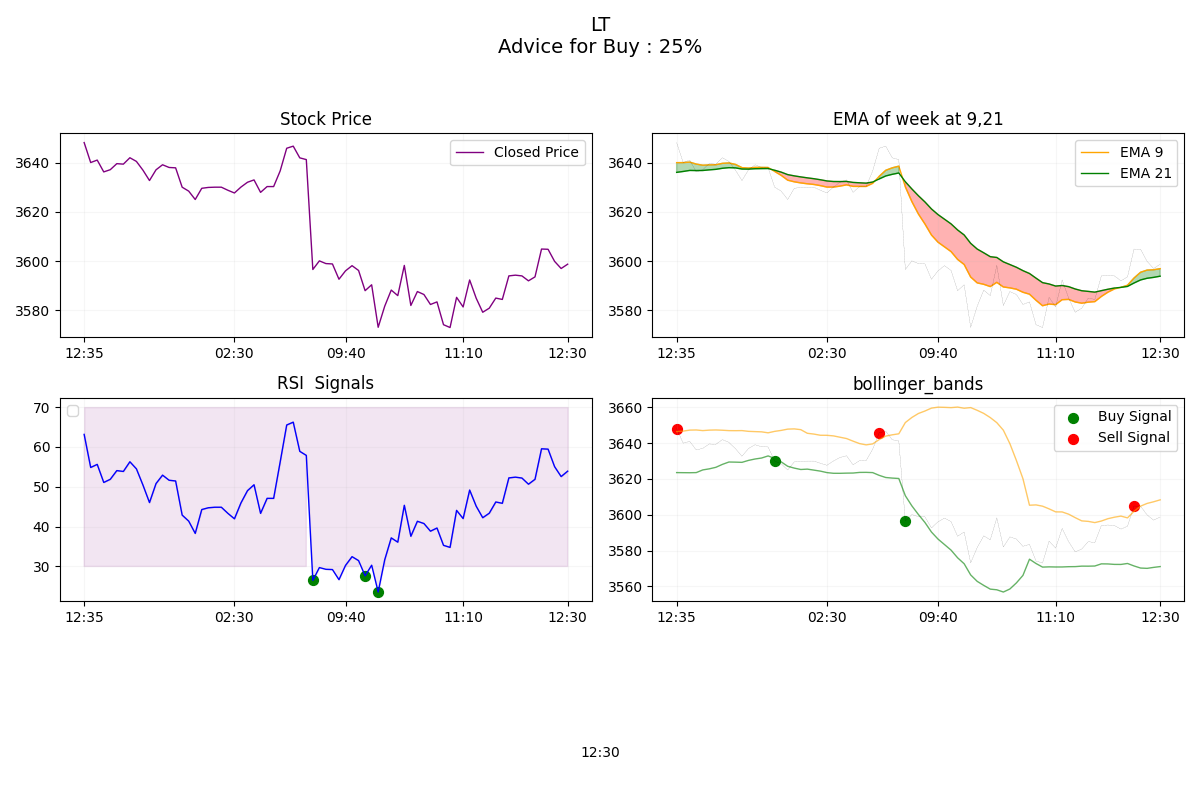 LT
Advice for Buy : 25%
Stock Price
3640
3620
3600
3580
Closed Price
12:35 02:30 09:40 11:10 12:30
EMA of week at 9,21
3640
3620
3600
3580
EMA 9
EMA 21
12:35 02:30 09:40 11:10 12:30
RSI  Signals
70
60
50
40
30
12:35 02:30 09:40 11:10 12:30
bollinger_bands
3660
3640
3620
3600
3580
3560
Buy Signal
Sell Signal
12:35 02:30 09:40 11:10 12:30
12:30